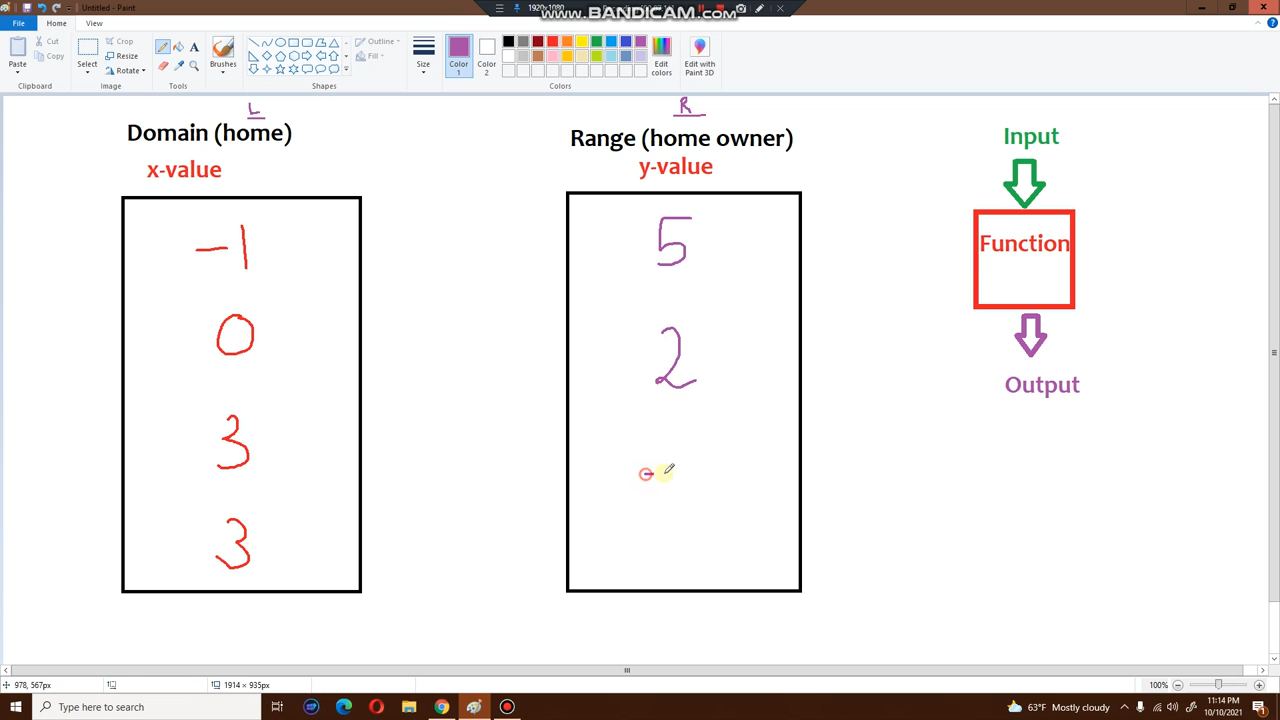 Untitled - Paint
1920x1080
www.BANDICAM.com
File
Home
View
Paste
Cut
Copy
Clipboard
Select
Crop
Resize
Rotate
Image
A
Tools
Brushes
Outline
Fill
Shapes
Size
Color
1
Color
2
Edit
colors
Colors
Edit with
Paint 3D
L
Domain (home)
x-value
-1
0
3
3
R
Range (home owner)
y-value
5
2
-
Input
Function
Output
978, 567px
1914 × 935px
100%
Type here to search
63°F Mostly cloudy
11:14 PM
10/10/2021
1